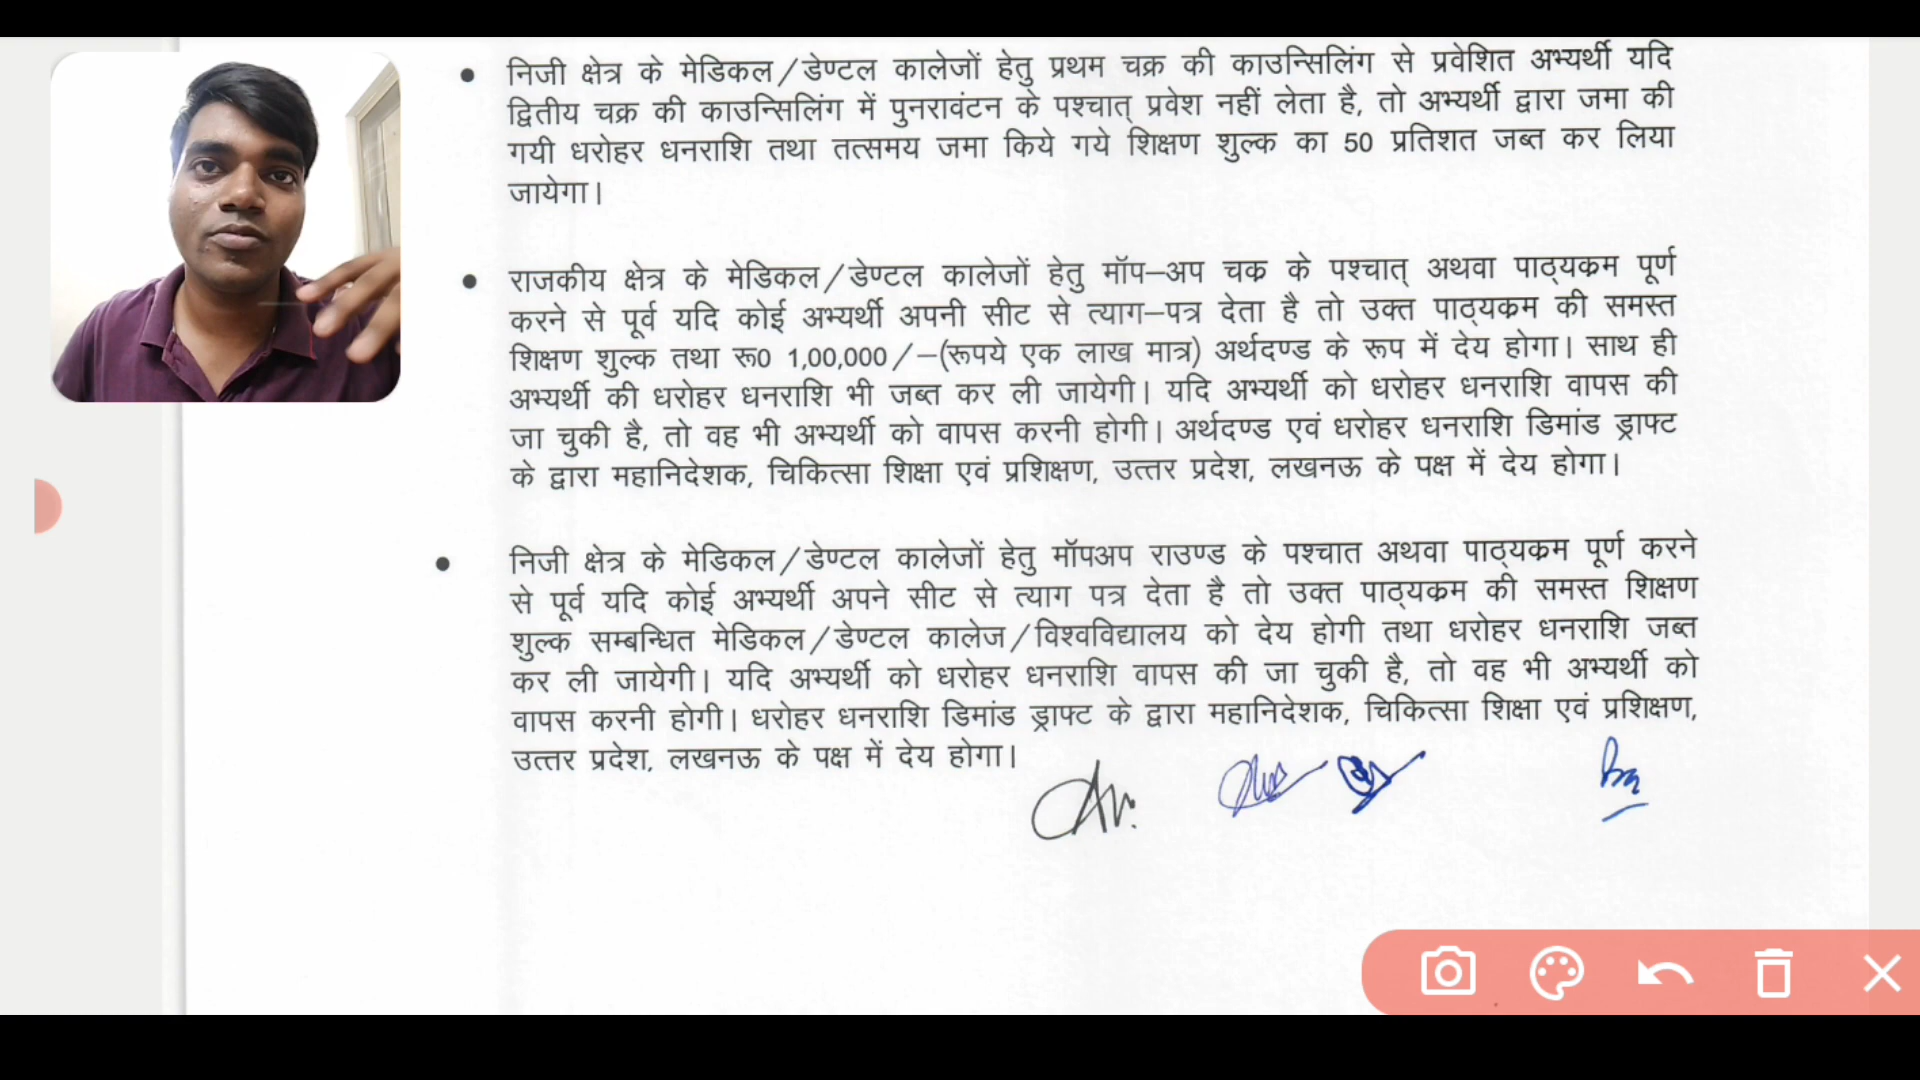 निजी क्षेत्र के मेडिकल/डेण्टल कालेजों हेतु प्रथम चक्र की काउन्सिलिंग से प्रवेशित अभ्यर्थी यदि
द्वितीय चक्र की काउन्सिलिंग में पुनरावंटन के पश्चात् प्रवेश नहीं लेता है, तो अभ्यर्थी द्वारा जमा की
गयी धरोहर धनराशि तथा तत्समय जमा किये गये शिक्षण शुल्क का 50 प्रतिशत जब्त कर लिया
जायेगा।
राजकीय क्षेत्र के मेडिकल/डेण्टल कालेजों हेतु मॉप–अप चक्र के पश्चात् अथवा पाठ्यक्रम पूर्ण
करने से पूर्व यदि कोई अभ्यर्थी अपनी सीट से त्याग–पत्र देता है तो उक्त पाठ्यक्रम की समस्त
शिक्षण शुल्क तथा रू0 1,00,000/–(रूपये एक लाख मात्र) अर्थदण्ड के रूप में देय होगा। साथ ही
अभ्यर्थी की धरोहर धनराशि भी जब्त कर ली जायेगी। यदि अभ्यर्थी को धरोहर धनराशि वापस की
जा चुकी है, तो वह भी अभ्यर्थी को वापस करनी होगी। अर्थदण्ड एवं धरोहर धनराशि डिमांड ड्राफ्ट
के द्वारा महानिदेशक, चिकित्सा शिक्षा एवं प्रशिक्षण, उत्तर प्रदेश, लखनऊ के पक्ष में देय होगा।
निजी क्षेत्र के मेडिकल/डेण्टल कालेजों हेतु मॉपअप राउण्ड के पश्चात अथवा पाठ्यक्रम पूर्ण करने
से पूर्व यदि कोई अभ्यर्थी अपने सीट से त्याग पत्र देता है तो उक्त पाठ्यक्रम की समस्त शिक्षण
शुल्क सम्बन्धित मेडिकल/डेण्टल कालेज/विश्वविद्यालय को देय होगी तथा धरोहर धनराशि जब्त
कर ली जायेगी। यदि अभ्यर्थी को धरोहर धनराशि वापस की जा चुकी है, तो वह भी अभ्यर्थी को
वापस करनी होगी। धरोहर धनराशि डिमांड ड्राफ्ट के द्वारा महानिदेशक, चिकित्सा शिक्षा एवं प्रशिक्षण,
उत्तर प्रदेश, लखनऊ के पक्ष में देय होगा।